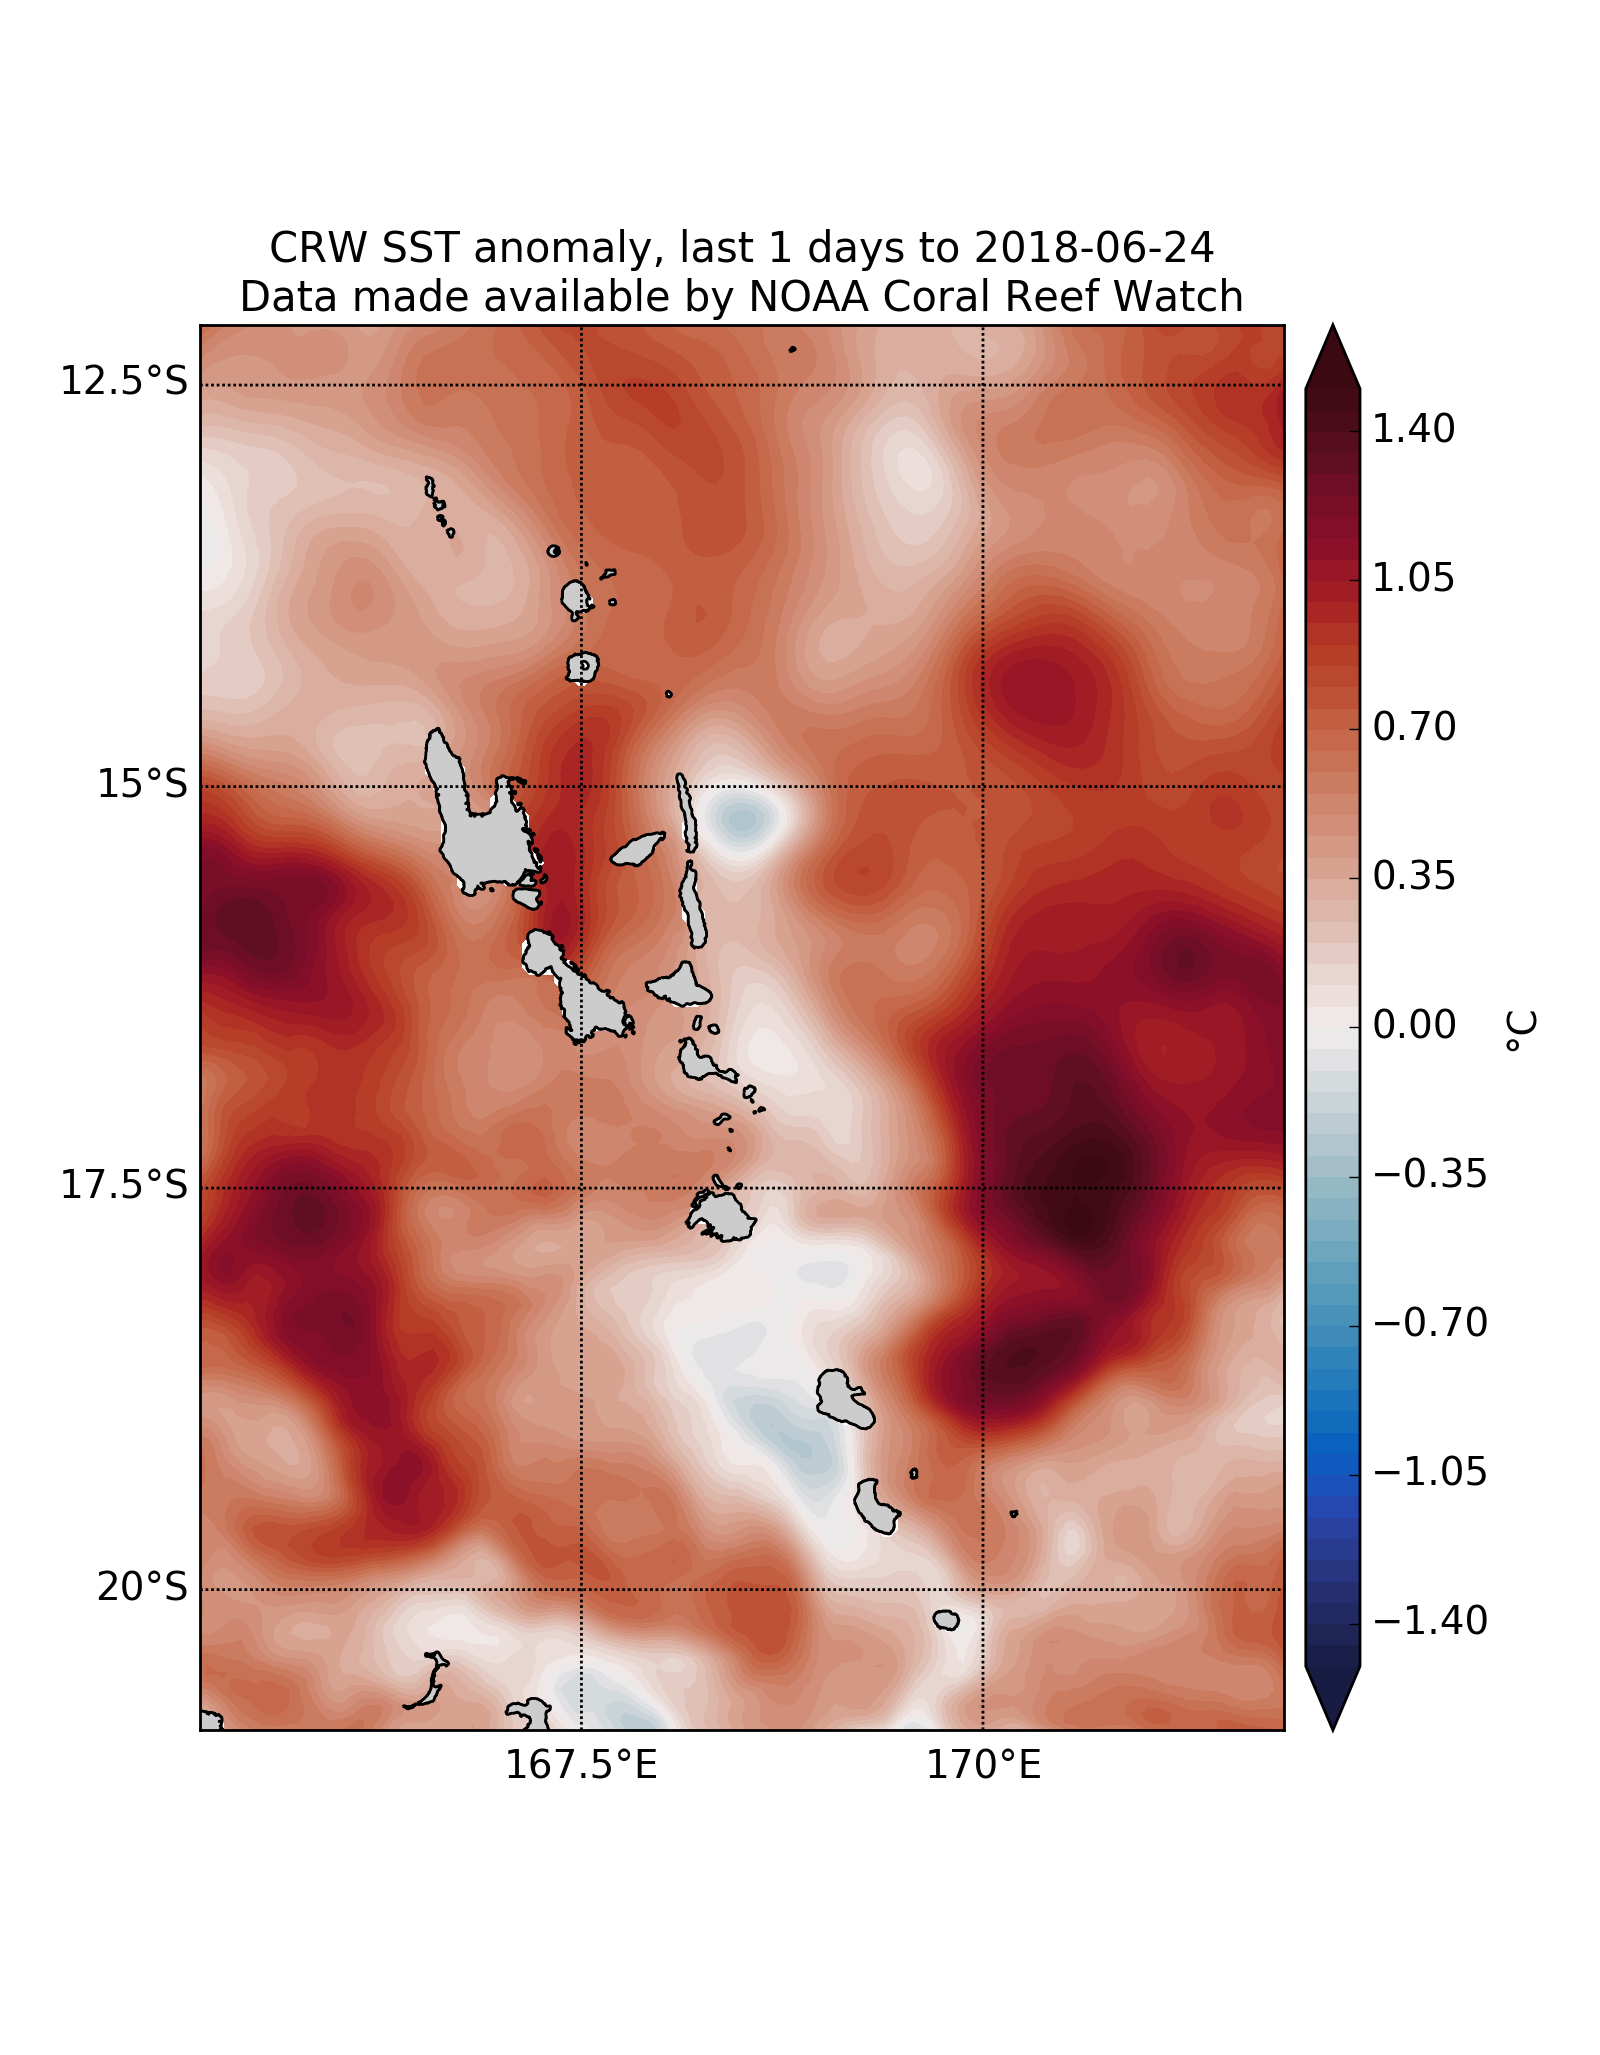 CRW SST anomaly, last 1 days to 2018-06-24
Data made available by NOAA Coral Reef Watch
12.5°S
15°S
17.5°S
20°S
167.5°E
170°E
1.40
1.05
0.70
0.35
0.00
−0.35
−0.70
−1.05
−1.40
°C